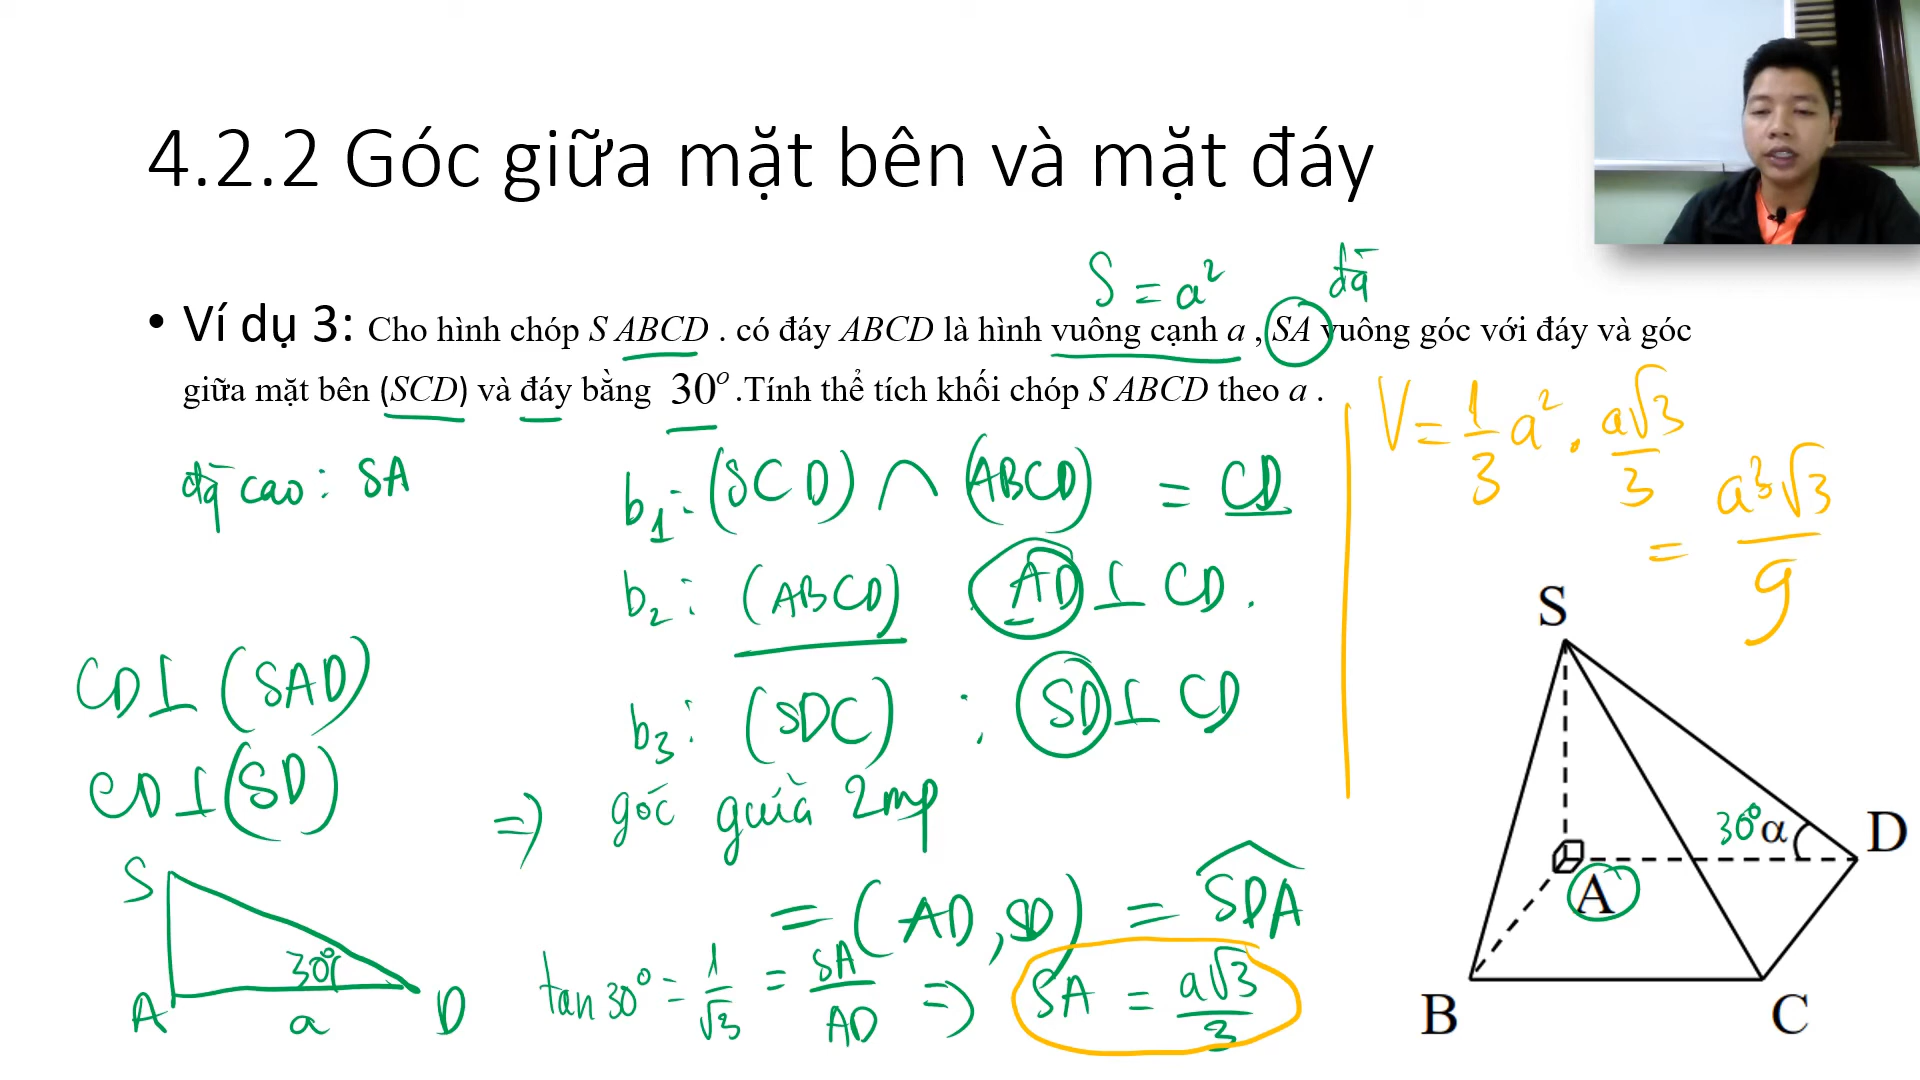 4.2.2 Góc giữa mặt bên và mặt đáy
S = a²
đg
• Ví dụ 3: Cho hình chóp S ABCD . có đáy ABCD là hình vuông cạnh a , SA vuông góc với đáy và góc
giữa mặt bên (SCD) và đáy bằng 30º .Tính thể tích khối chóp S ABCD theo a .
đg cao : SA
b₁ : (SCD) ∩ (ABCD) = CD
b₂ : (ABCD) AD ⊥ CD .
b₃ : (SDC) ; SD ⊥ CD
CD ⊥ (SAD)
CD ⊥ (SD)
=> góc giữa 2mp
= (AD, SD) = SDA
tan 30° = 1/√3 = SA/AD => SA = a√3/3
S
30°
A
a
D
V = 1/3 a² . a√3/3
= a³√3/9
S
30° α
D
A
B
C